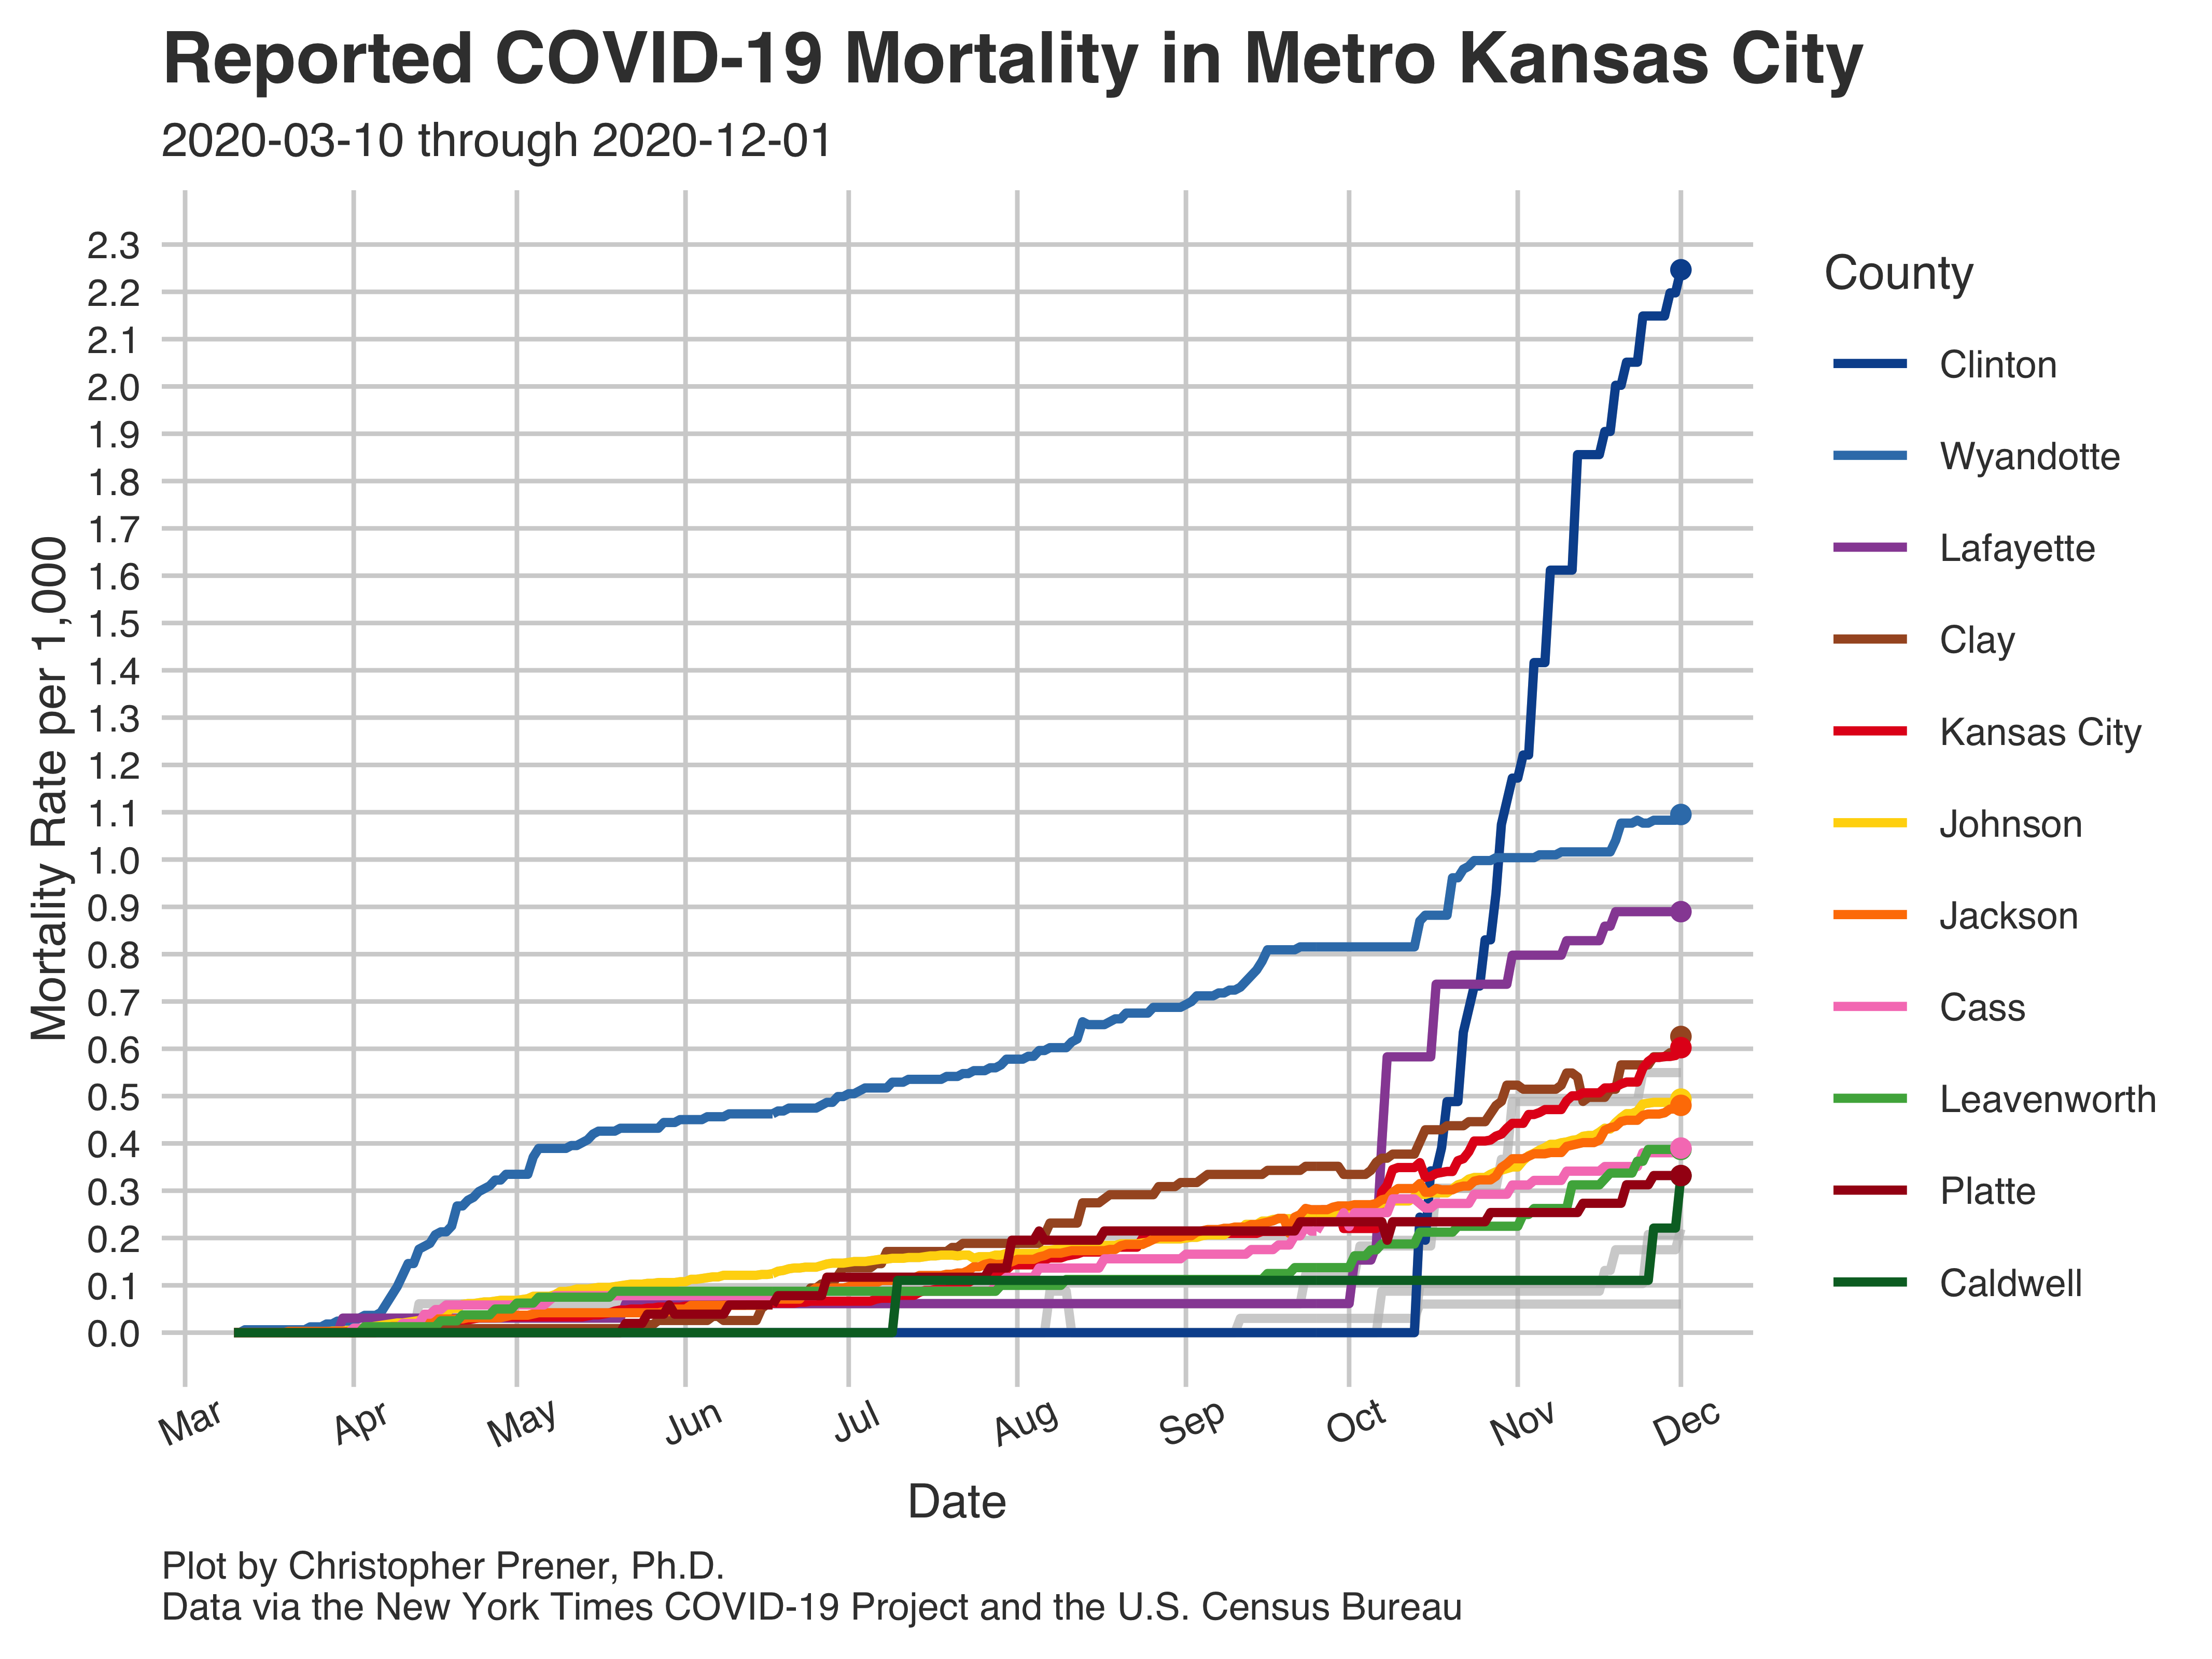 Reported COVID-19 Mortality in Metro Kansas City
2020-03-10 through 2020-12-01
Mortality Rate per 1,000
2.3
2.2
2.1
2.0
1.9
1.8
1.7
1.6
1.5
1.4
1.3
1.2
1.1
1.0
0.9
0.8
0.7
0.6
0.5
0.4
0.3
0.2
0.1
0.0
Mar
Apr
May
Jun
Jul
Aug
Sep
Oct
Nov
Dec
Date
County
Clinton
Wyandotte
Lafayette
Clay
Kansas City
Johnson
Jackson
Cass
Leavenworth
Platte
Caldwell
Plot by Christopher Prener, Ph.D.
Data via the New York Times COVID-19 Project and the U.S. Census Bureau